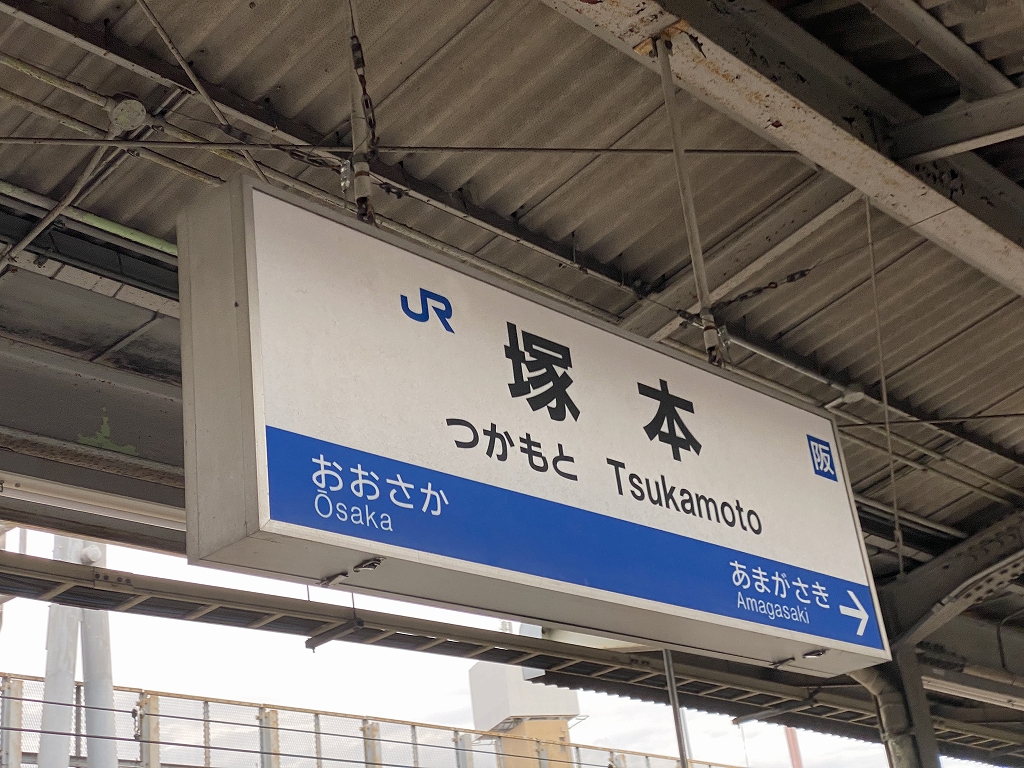 JR
塚本
つかもと Tsukamoto
阪
おおさか
Ōsaka
あまがさき
Amagasaki →